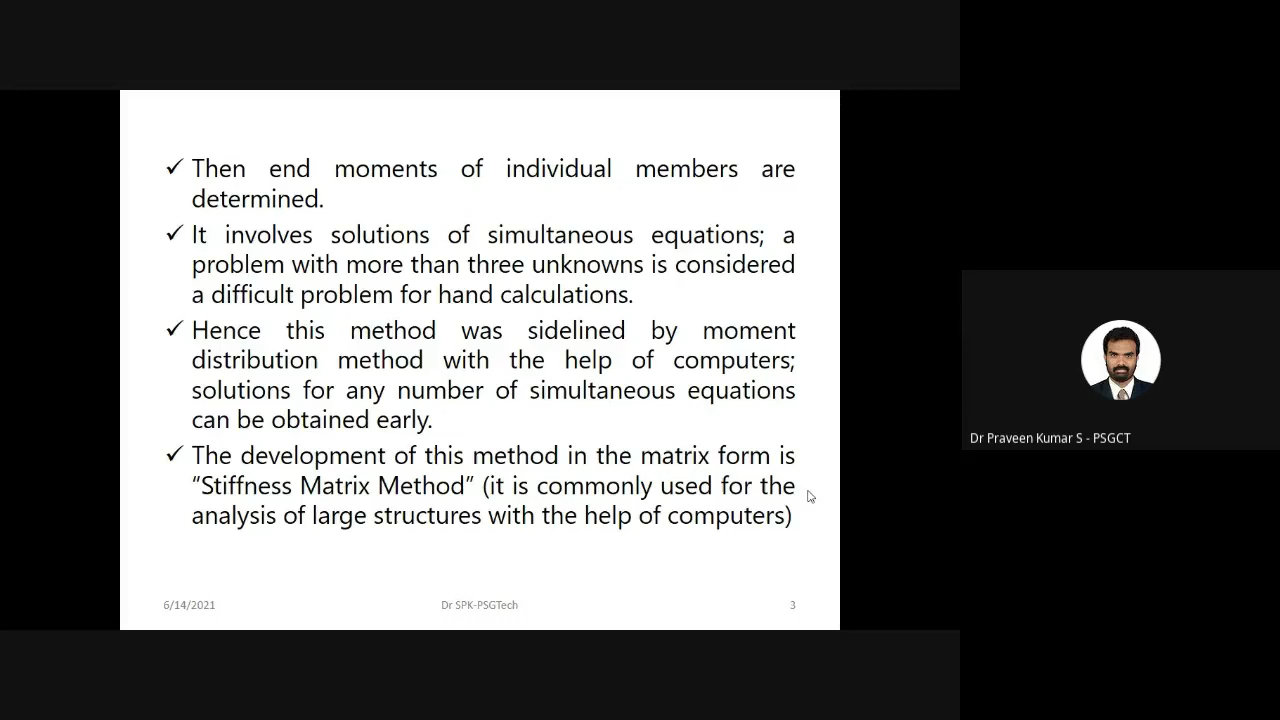 ✓ Then end moments of individual members are
determined.
✓ It involves solutions of simultaneous equations; a
problem with more than three unknowns is considered
a difficult problem for hand calculations.
✓ Hence this method was sidelined by moment
distribution method with the help of computers;
solutions for any number of simultaneous equations
can be obtained early.
✓ The development of this method in the matrix form is
“Stiffness Matrix Method” (it is commonly used for the
analysis of large structures with the help of computers)
6/14/2021
Dr SPK-PSGTech
3
Dr Praveen Kumar S - PSGCT